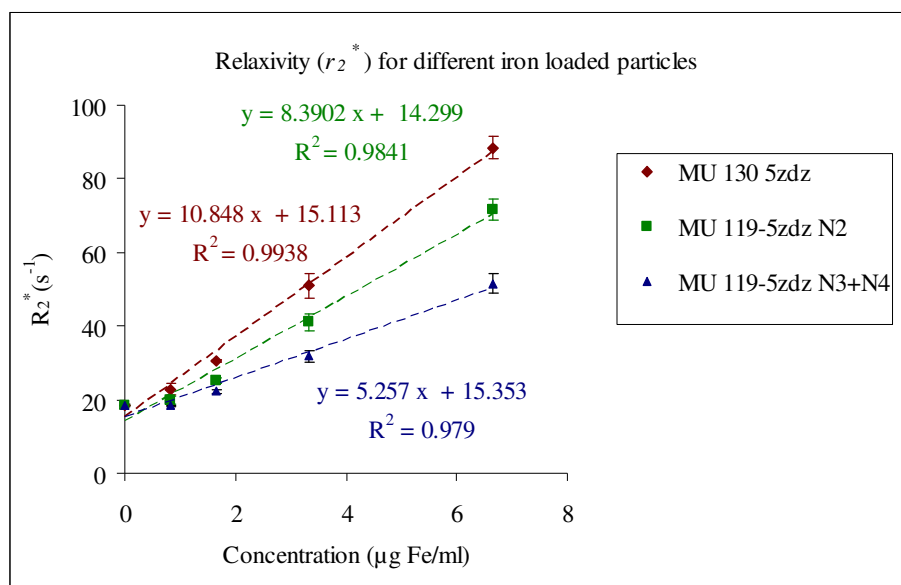 Relaxivity (r₂*) for different iron loaded particles
y = 8.3902 x + 14.299
R² = 0.9841
y = 10.848 x + 15.113
R² = 0.9938
y = 5.257 x + 15.353
R² = 0.979
R₂* (s⁻¹)
100
80
60
40
20
0
0 2 4 6 8
Concentration (µg Fe/ml)
MU 130 5zdz
MU 119-5zdz N2
MU 119-5zdz N3+N4